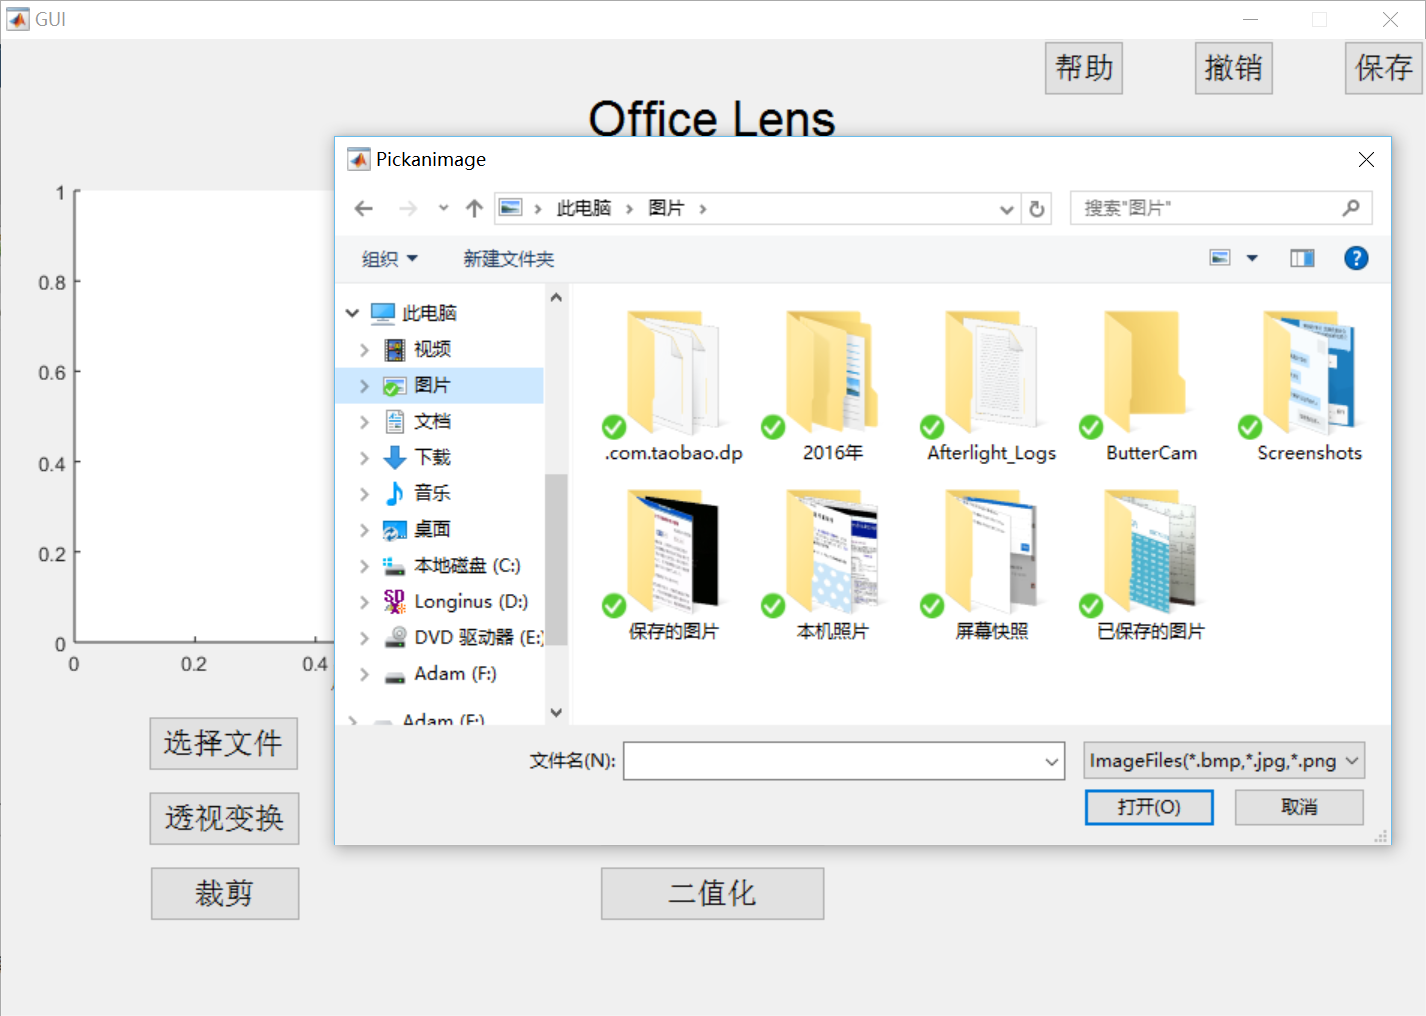 GUI
帮助 撤销 保存
Office Lens
Pickanimage
此电脑 图片
搜索"图片"
组织 新建文件夹
此电脑
视频
图片
文档
下载
音乐
桌面
本地磁盘 (C:)
Longinus (D:)
DVD 驱动器 (E:)
Adam (F:)
Adam (F:)
.com.taobao.dp
2016年
Afterlight_Logs
ButterCam
Screenshots
保存的图片
本机照片
屏幕快照
已保存的图片
文件名(N):
ImageFiles(*.bmp,*.jpg,*.png
打开(O)
取消
1
0.8
0.6
0.4
0.2
0
0 0.2 0.4
选择文件
透视变换
裁剪
二值化